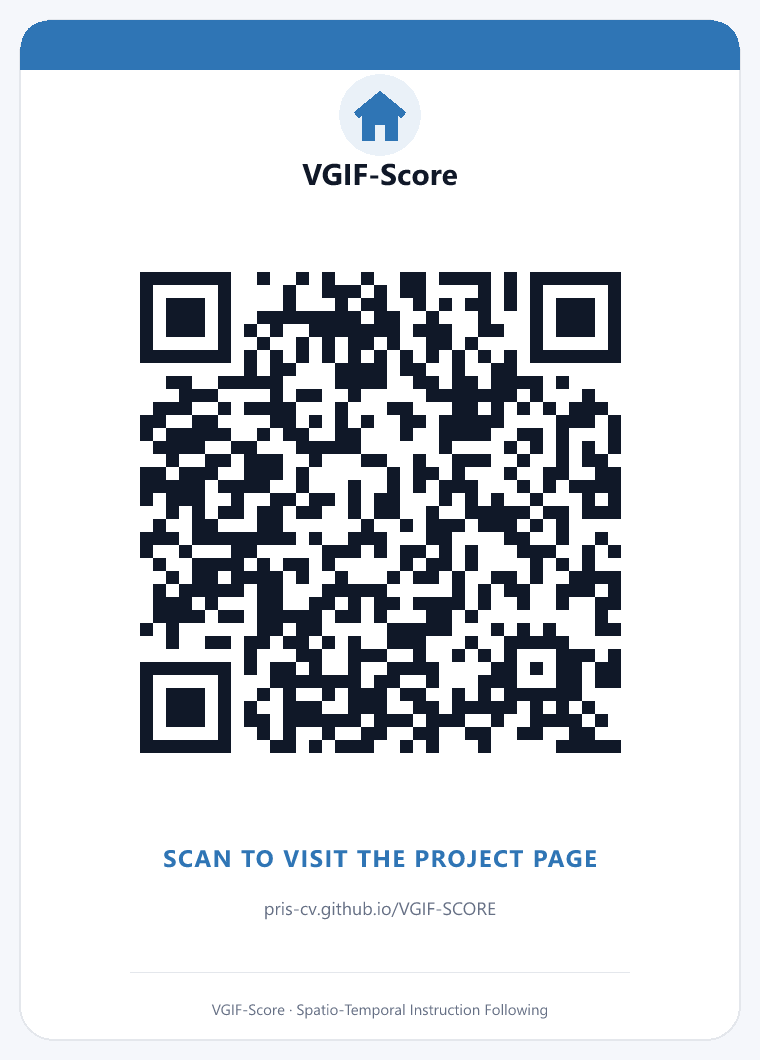 VGIF-Score
SCAN TO VISIT THE PROJECT PAGE
pris-cv.github.io/VGIF-SCORE
VGIF-Score · Spatio-Temporal Instruction Following